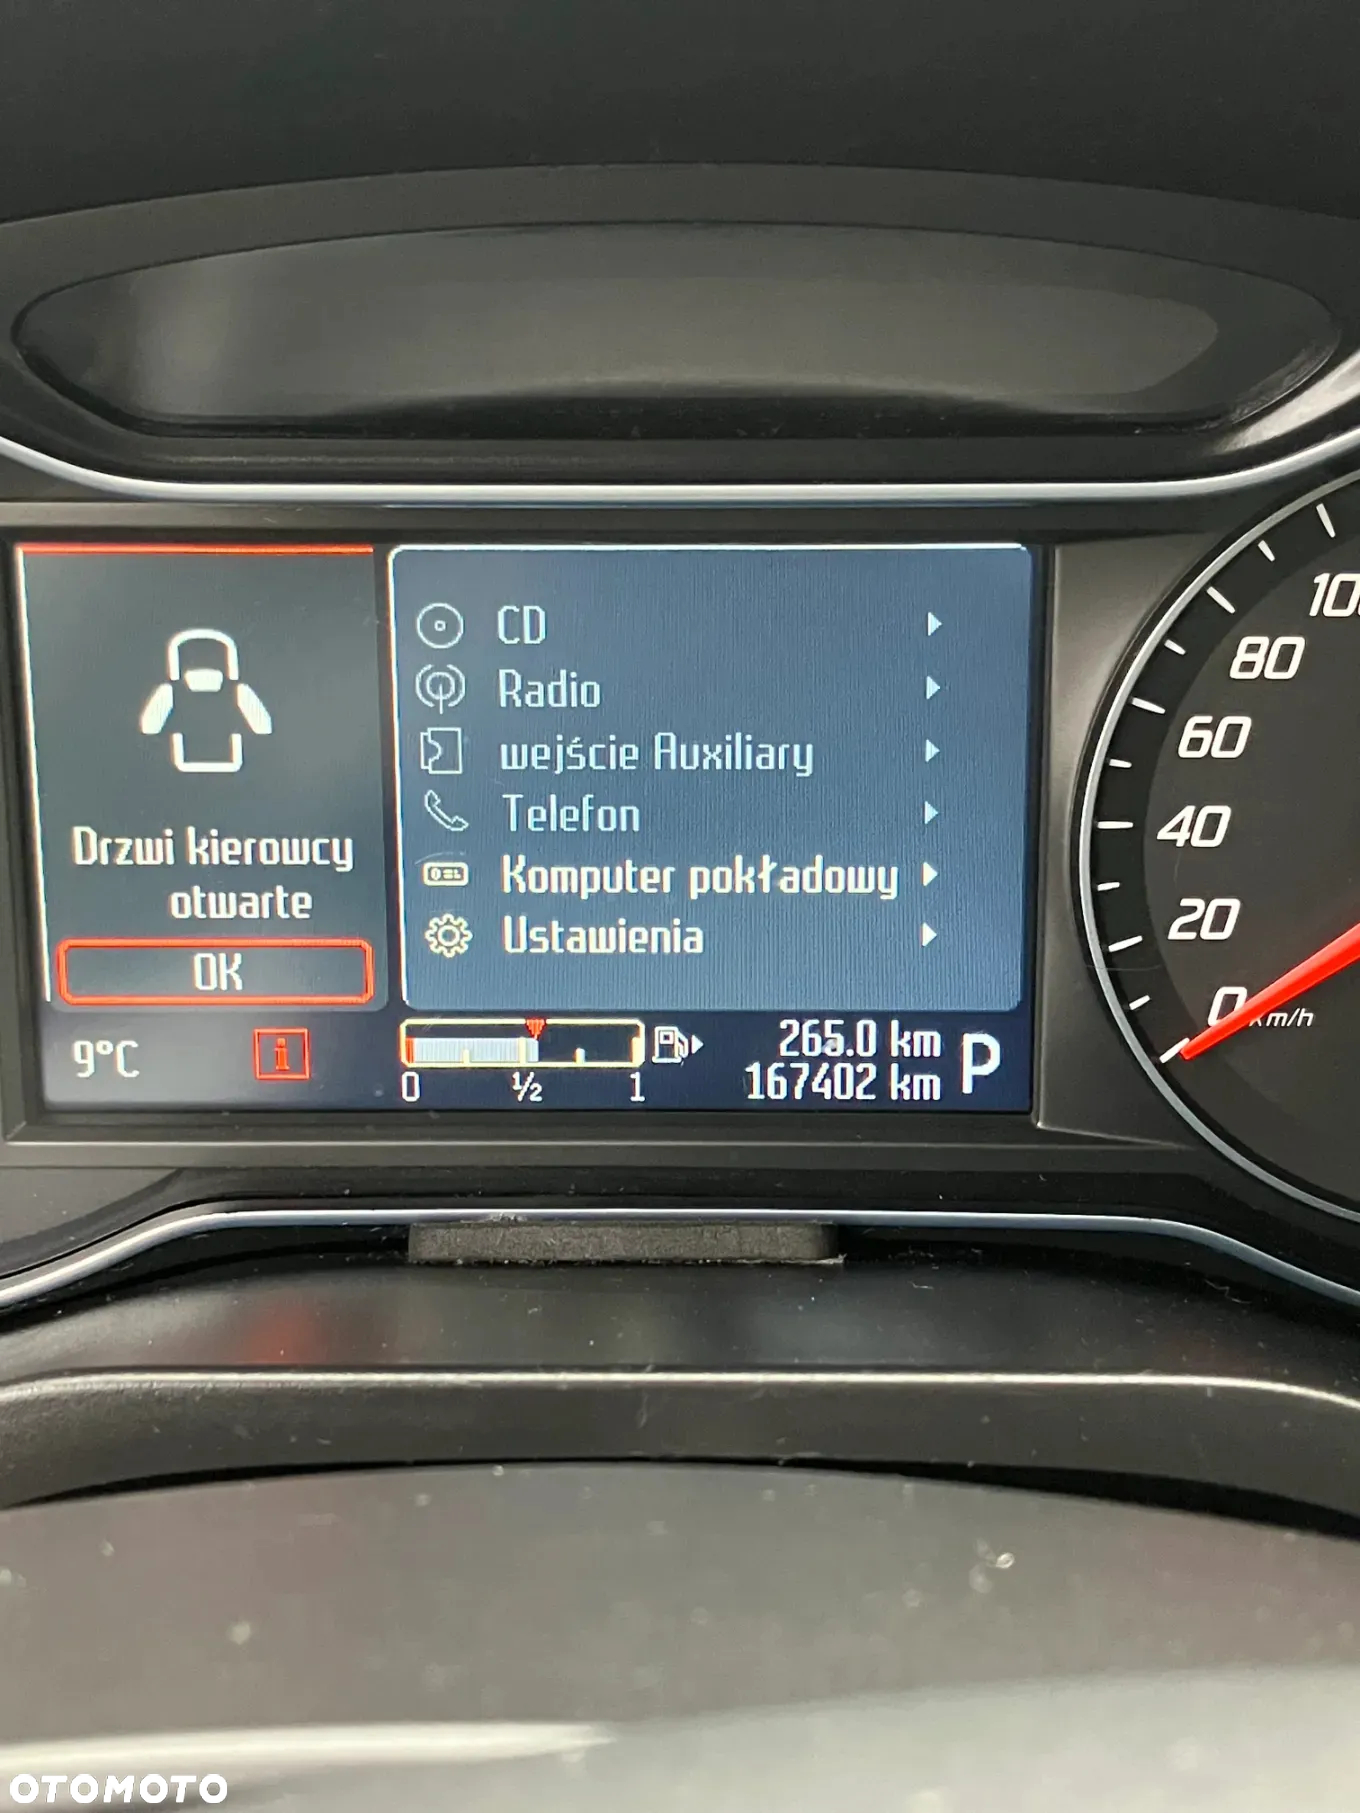 CD
Radio
wejście Auxiliary
Telefon
Komputer pokładowy
Ustawienia
Drzwi kierowcy
otwarte
OK
9°C
i
0 ½ 1
265.0 km
167402 km
P
80
60
40
20
0
km/h
OTOMOTO